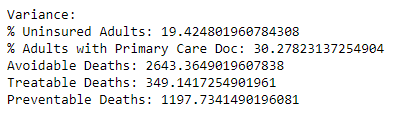 Variance:
% Uninsured Adults: 19.424801960784308
% Adults with Primary Care Doc: 30.27823137254904
Avoidable Deaths: 2643.3649019607838
Treatable Deaths: 349.1417254901961
Preventable Deaths: 1197.7341490196081